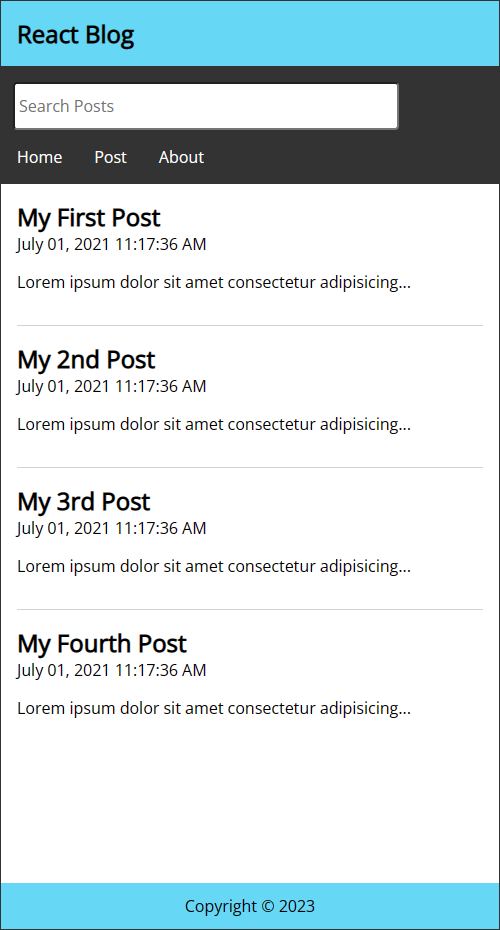 React Blog
Search Posts
Home Post About
My First Post
July 01, 2021 11:17:36 AM
Lorem ipsum dolor sit amet consectetur adipisicing...
My 2nd Post
July 01, 2021 11:17:36 AM
Lorem ipsum dolor sit amet consectetur adipisicing...
My 3rd Post
July 01, 2021 11:17:36 AM
Lorem ipsum dolor sit amet consectetur adipisicing...
My Fourth Post
July 01, 2021 11:17:36 AM
Lorem ipsum dolor sit amet consectetur adipisicing...
Copyright © 2023